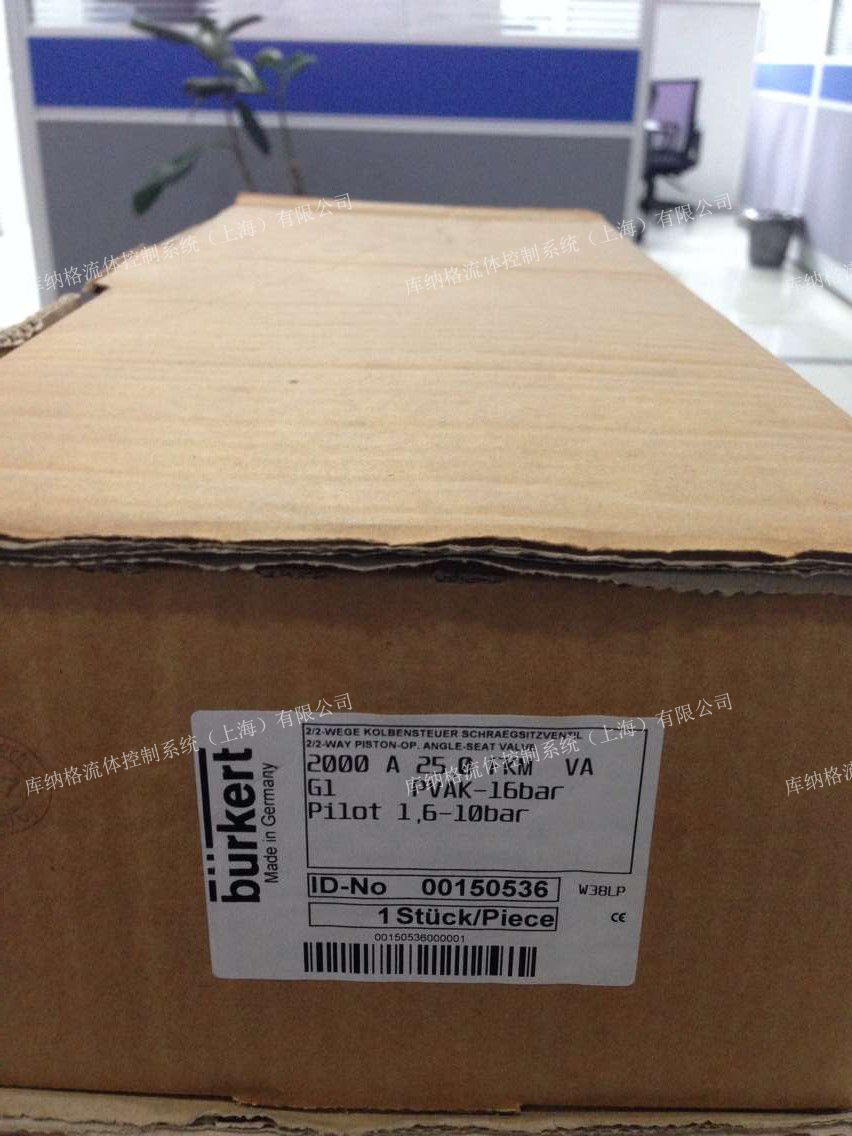 库纳格流体控制系统（上海）有限公司
库纳格流体控制系统（上海）有限公司
库纳格
2/2-WEGE KOLBENSTEUER SCHRAEGSITZVENTIL
2/2-WAY PISTON-OP. ANGLE-SEAT VALVE
2000 A 25,0 FKM VA
G1 PVAK-16bar
Pilot 1,6-10bar
bürkert
Made in Germany
ID-No 00150536
W38LP
1 Stück/Piece
CE
00150536000001
库纳格流体控制系统（上海）有限公司
库纳格流体控制系统（上海）有限公司
库纳格